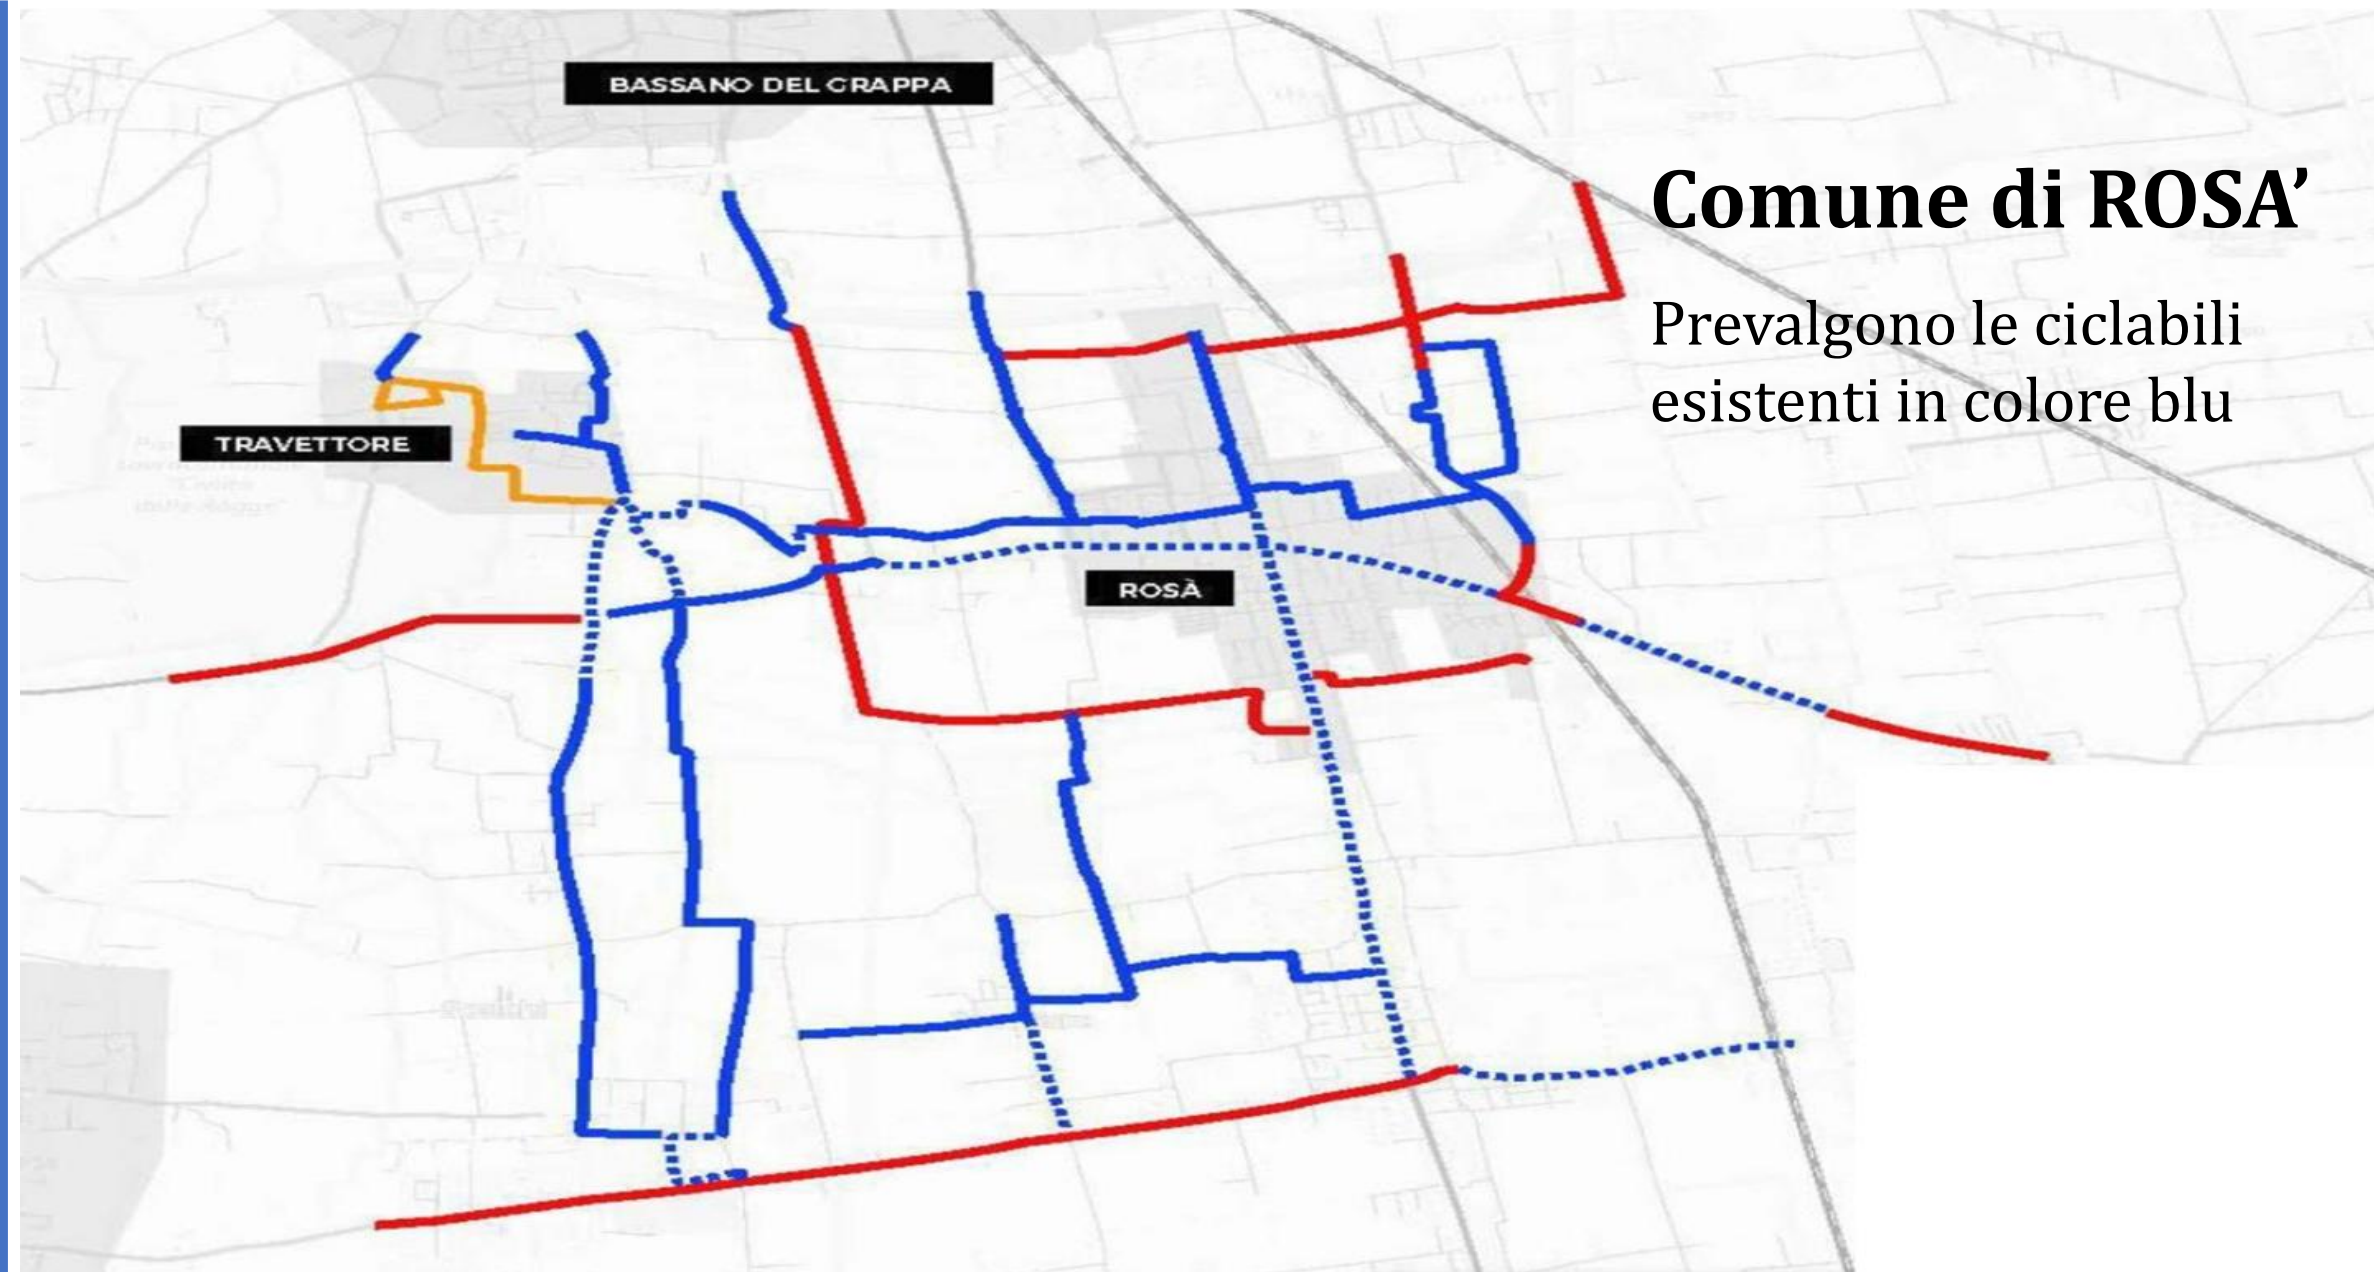 BASSANO DEL GRAPPA
Comune di ROSA’
Prevalgono le ciclabili
esistenti in colore blu
TRAVETTORE
ROSÀ